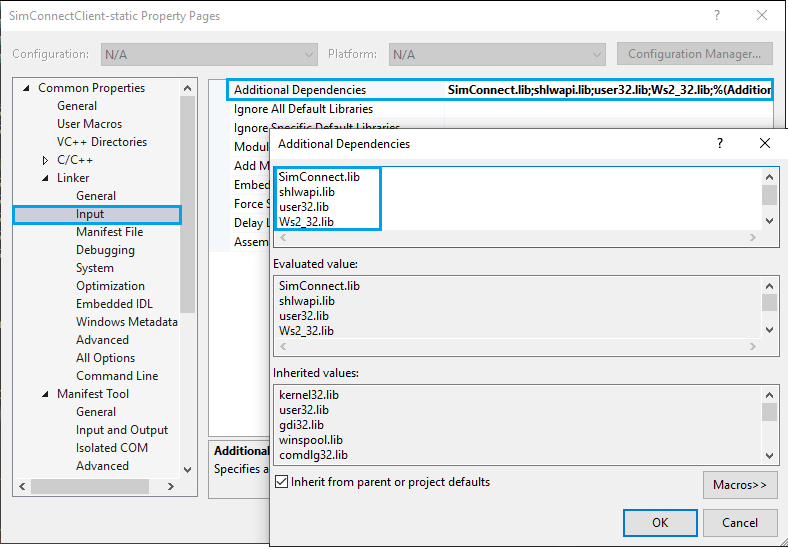 SimConnectClient-static Property Pages
Configuration: N/A Platform: N/A Configuration Manager...
Common Properties
General
User Macros
VC++ Directories
C/C++
Linker
General
Input
Manifest File
Debugging
System
Optimization
Embedded IDL
Windows Metadata
Advanced
All Options
Command Line
Manifest Tool
General
Input and Output
Isolated COM
Advanced
Additional Dependencies SimConnect.lib;shlwapi.lib;user32.lib;Ws2_32.lib;%(Addition
Ignore All Default Libraries
Ignore Specific Default Libraries
Modul
Add M
Embed
Force S
Delay L
Assem
Additional
Specifies a
Additional Dependencies
SimConnect.lib
shlwapi.lib
user32.lib
Ws2_32.lib
Evaluated value:
SimConnect.lib
shlwapi.lib
user32.lib
Ws2_32.lib
Inherited values:
kernel32.lib
user32.lib
gdi32.lib
winspool.lib
comdlg32.lib
Inherit from parent or project defaults
Macros>>
OK Cancel